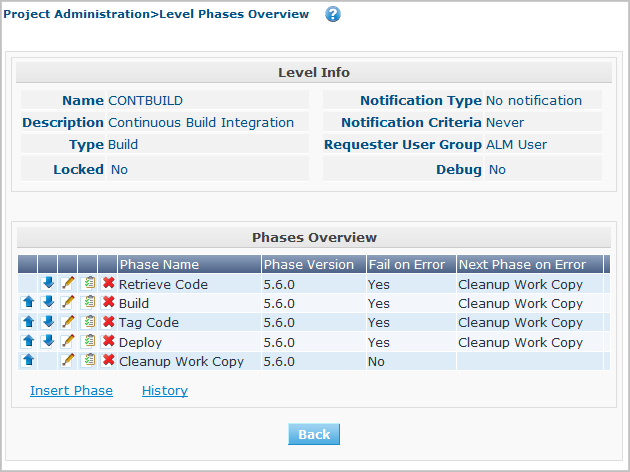 Project Administration>Level Phases Overview ?
Level Info
Name CONTBUILD Notification Type No notification
Description Continuous Build Integration Notification Criteria Never
Type Build Requester User Group ALM User
Locked No Debug No
Phases Overview
Phase Name Phase Version Fail on Error Next Phase on Error
Retrieve Code 5.6.0 Yes Cleanup Work Copy
Build 5.6.0 Yes Cleanup Work Copy
Tag Code 5.6.0 Yes Cleanup Work Copy
Deploy 5.6.0 Yes Cleanup Work Copy
Cleanup Work Copy 5.6.0 No
Insert Phase History
Back